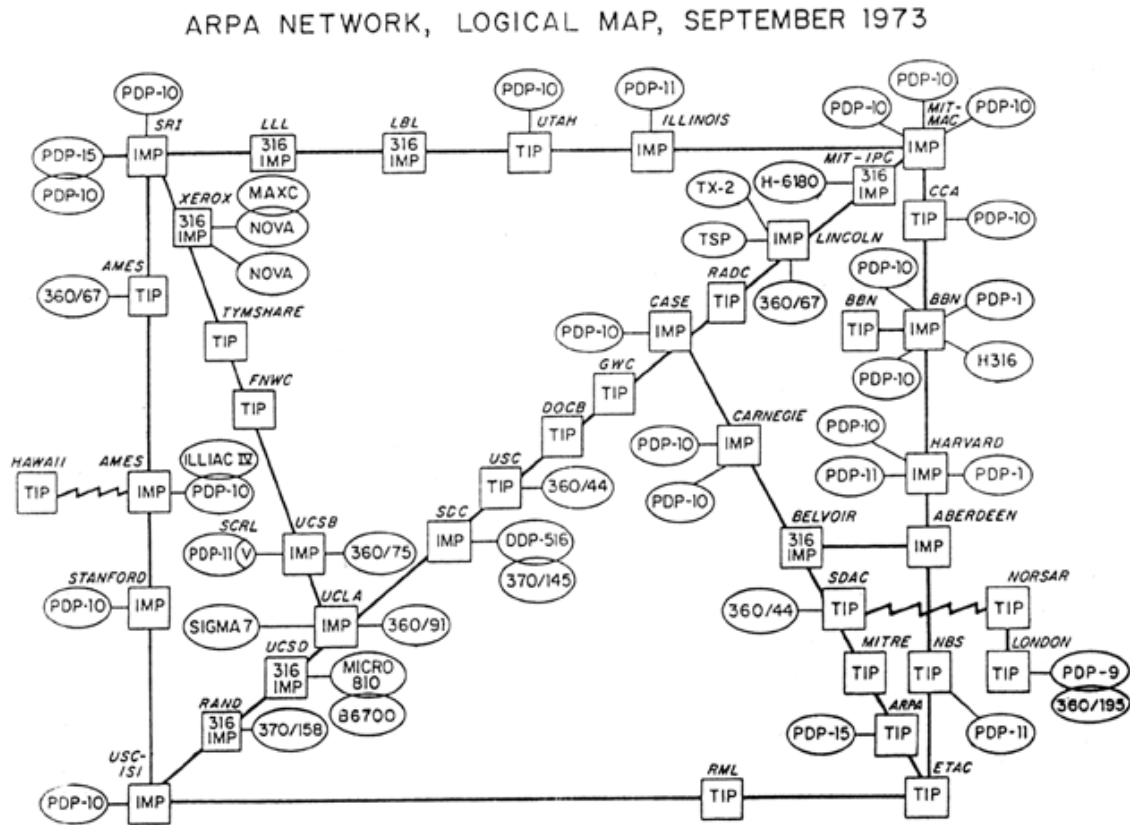 ARPA NETWORK, LOGICAL MAP, SEPTEMBER 1973
PDP-10
SRI
PDP-15
PDP-10
IMP
LLL
316
IMP
LBL
316
IMP
PDP-10
UTAH
TIP
PDP-11
ILLINOIS
IMP
PDP-10
PDP-10
MIT-
MAC
PDP-10
IMP
MIT-IPC
H-6180
316
IMP
CCA
TIP
PDP-10
XEROX
316
IMP
MAXC
NOVA
NOVA
TX-2
TSP
IMP
LINCOLN
360/67
AMES
360/67
TIP
RADC
TIP
PDP-10
BBN
TIP
BBN
IMP
PDP-1
PDP-10
H316
TYMSHARE
TIP
CASE
PDP-10
IMP
GWC
TIP
FNWC
TIP
DOCB
TIP
CARNEGIE
PDP-10
IMP
PDP-10
PDP-10
HARVARD
PDP-11
IMP
PDP-1
HAWAII
TIP
AMES
IMP
ILLIAC IV
PDP-10
USC
TIP
360/44
SDC
IMP
DDP-516
370/145
SCRL
PDP-11
V
UCSB
IMP
360/75
BELVOIR
316
IMP
ABERDEEN
IMP
STANFORD
PDP-10
IMP
UCLA
SIGMA 7
IMP
360/91
SDAC
360/44
TIP
NORSAR
TIP
UCSD
316
IMP
MICRO
810
B6700
MITRE
TIP
NBS
TIP
PDP-11
LONDON
TIP
PDP-9
360/195
RAND
316
IMP
370/158
ARPA
PDP-15
TIP
USC-
ISI
PDP-10
IMP
RML
TIP
ETAC
TIP